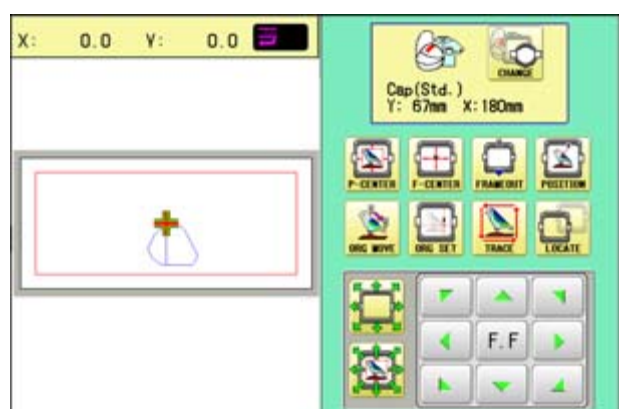 X: 0.0 Y: 0.0
CHANGE
Cap(Std.)
Y: 67mm X:180mm
P-CENTER F-CENTER FRAMEOUT POSITION
ORG MOVE ORG SET TRACE LOCATE
F.F